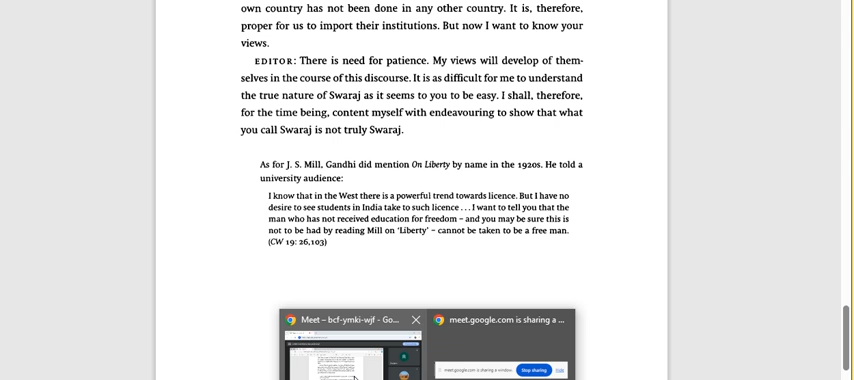 own country has not been done in any other country. It is, therefore,
proper for us to import their institutions. But now I want to know your
views.
EDITOR: There is need for patience. My views will develop of them-
selves in the course of this discourse. It is as difficult for me to understand
the true nature of Swaraj as it seems to you to be easy. I shall, therefore,
for the time being, content myself with endeavouring to show that what
you call Swaraj is not truly Swaraj.
As for J. S. Mill, Gandhi did mention On Liberty by name in the 1920s. He told a
university audience:
I know that in the West there is a powerful trend towards licence. But I have no
desire to see students in India take to such licence . . . I want to tell you that the
man who has not received education for freedom – and you may be sure this is
not to be had by reading Mill on ‘Liberty’ – cannot be taken to be a free man.
(CW 19: 26,103)
Meet – bcf-ymki-wjf - Go...
meet.google.com is sharing a ...
meet.google.com is sharing a window. Stop sharing Hide